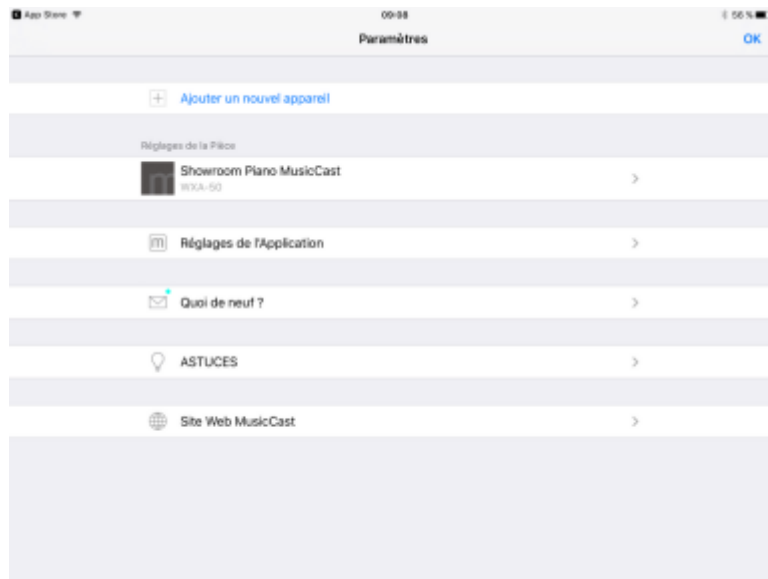 App Store
09:08
56 %
Paramètres
OK
Ajouter un nouvel appareil
Réglages de la Pièce
Showroom Piano MusicCast
WXA-50
Réglages de l'Application
Quoi de neuf ?
ASTUCES
Site Web MusicCast